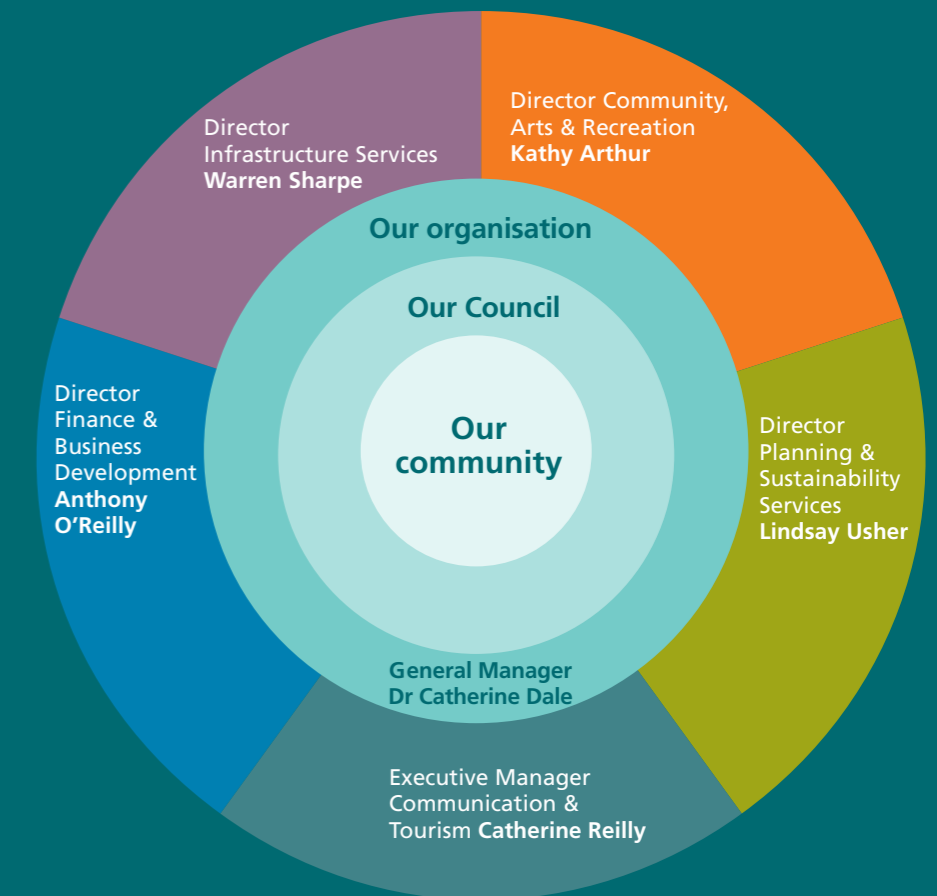 Director Community,
Arts & Recreation
Kathy Arthur
Director
Infrastructure Services
Warren Sharpe
Our organisation
Our Council
Our
community
Director
Finance &
Business
Development
Anthony
O’Reilly
Director
Planning &
Sustainability
Services
Lindsay Usher
General Manager
Dr Catherine Dale
Executive Manager
Communication &
Tourism Catherine Reilly